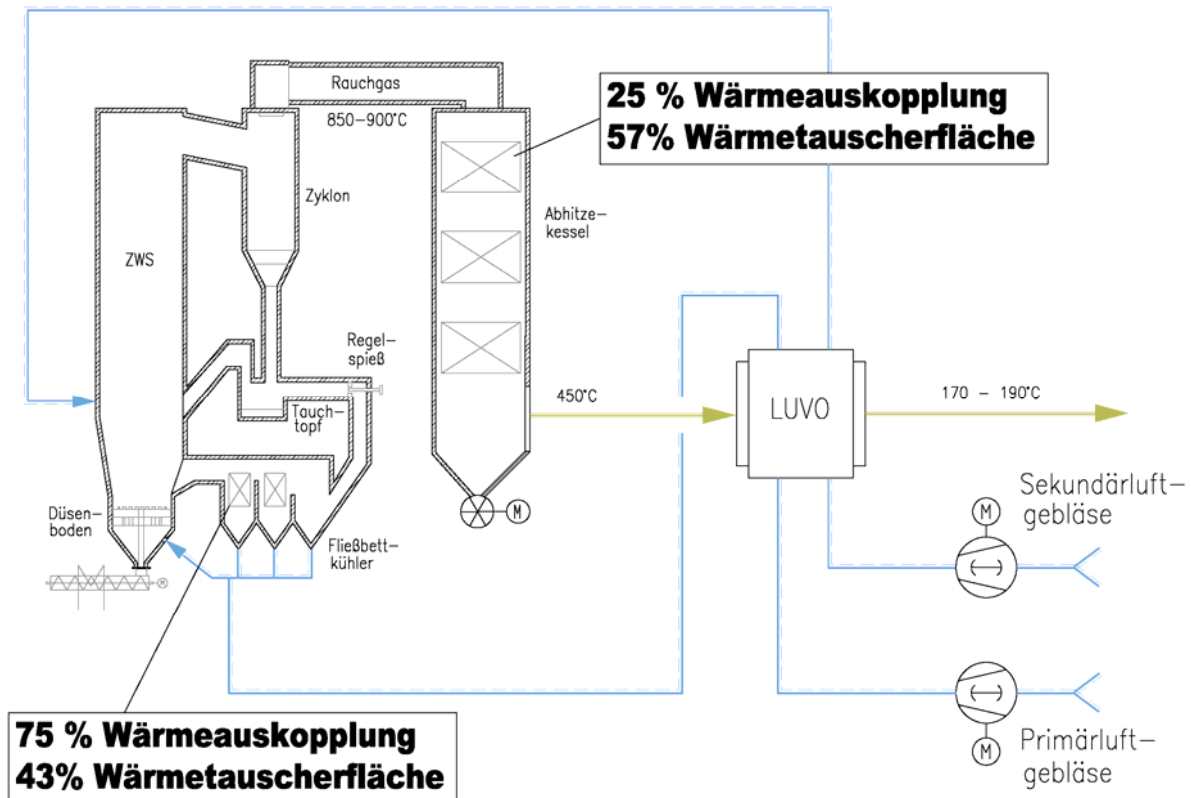 Rauchgas
850–900°C
25 % Wärmeauskopplung
57% Wärmetauscherfläche
Zyklon
Abhitze–
kessel
ZWS
Regel–
spieß
Tauch–
topf
450°C
LUVO
170 – 190°C
Düsen–
boden
M
Fließbett–
kühler
M
Sekundärluft–
gebläse
M
M
Primärluft–
gebläse
75 % Wärmeauskopplung
43% Wärmetauscherfläche